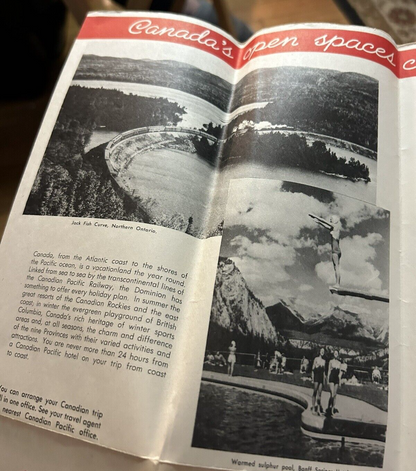 Canada's open spaces c
Jack Fish Curve, Northern Ontario.
Canada, from the Atlantic coast to the shores of
the Pacific ocean, is a vacationland the year round.
Linked from sea to sea by the transcontinental lines of
the Canadian Pacific Railway, the Dominion has
something to offer every holiday plan. In summer the
great resorts of the Canadian Rockies and the east
coast, in winter the evergreen playground of British
Columbia, Canada's rich heritage of winter sports
areas and, at all seasons, the charm and difference
of the nine Provinces with their varied activities and
attractions. You are never more than 24 hours from
a Canadian Pacific hotel on your trip from coast
to coast.
You can arrange your Canadian trip
all in one office. See your travel agent
nearest Canadian Pacific office.
Warmed sulphur pool, Banff Springs